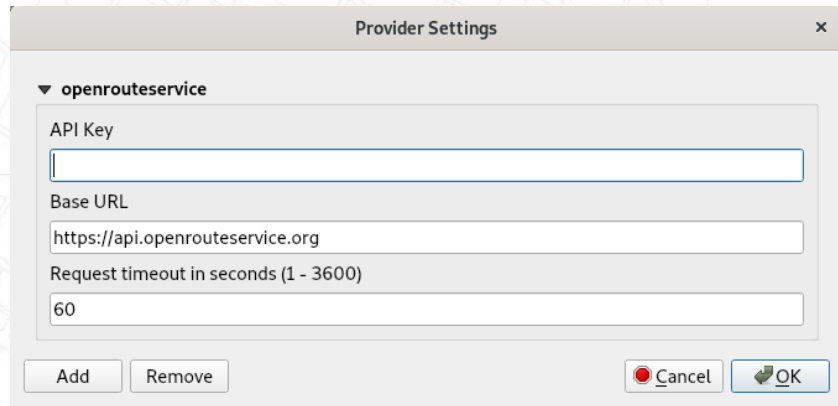 Provider Settings
openrouteservice
API Key
Base URL
https://api.openrouteservice.org
Request timeout in seconds (1 - 3600)
60
Add Remove Cancel OK